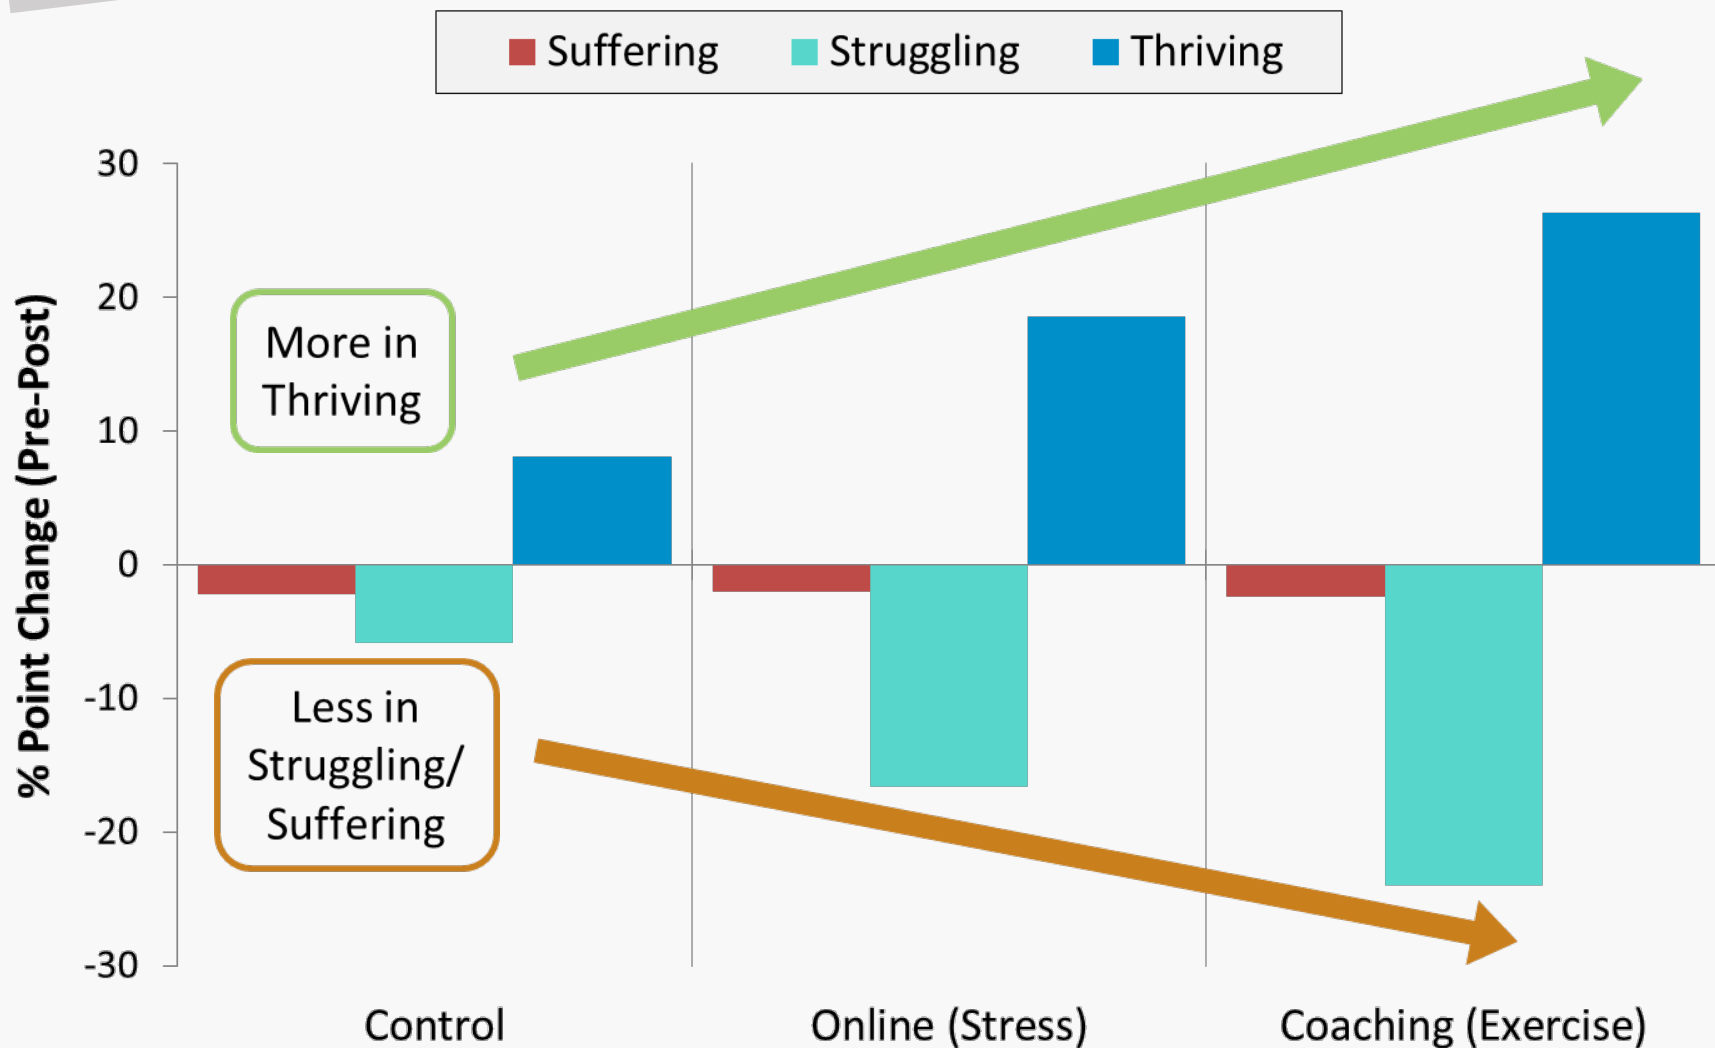 Suffering Struggling Thriving
30
20
10
0
-10
-20
-30
% Point Change (Pre-Post)
More in
Thriving
Less in
Struggling/
Suffering
Control Online (Stress) Coaching (Exercise)